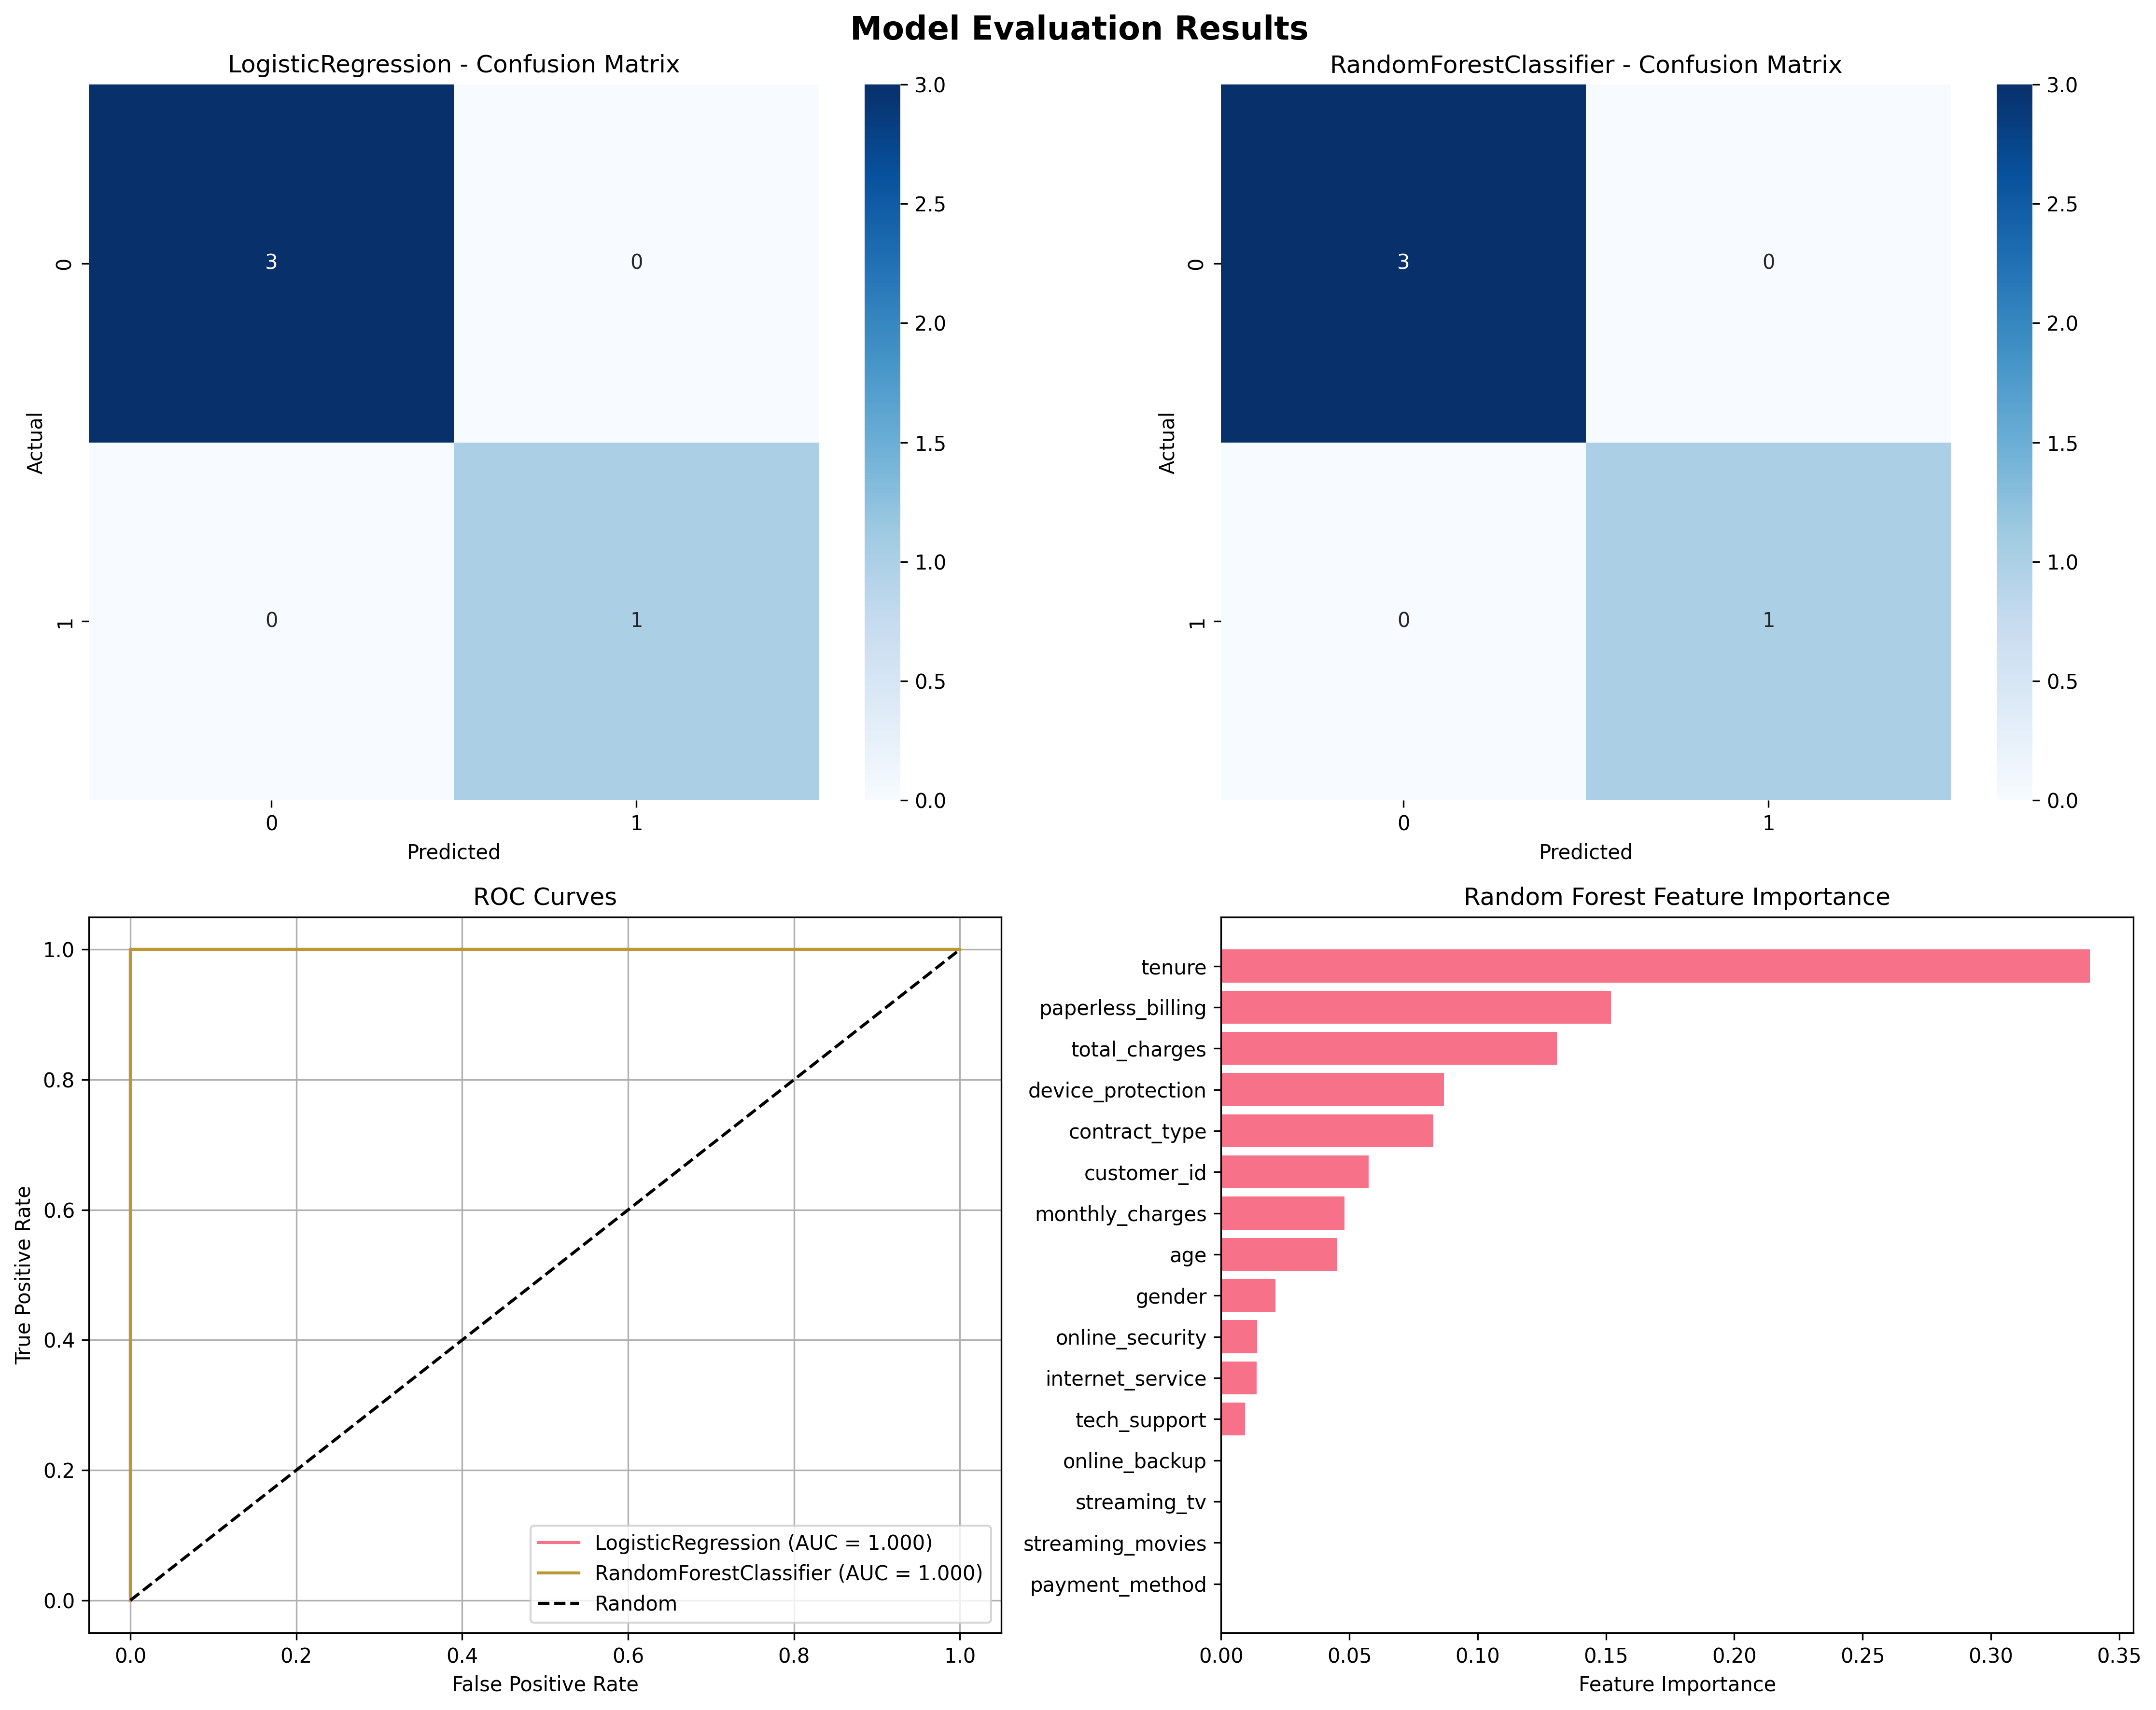 Model Evaluation Results
LogisticRegression - Confusion Matrix
3.0
2.5
2.0
1.5
1.0
0.5
0.0
Actual
0
1
3
0
0
1
0
1
Predicted
RandomForestClassifier - Confusion Matrix
3.0
2.5
2.0
1.5
1.0
0.5
0.0
Actual
0
1
3
0
0
1
0
1
Predicted
ROC Curves
True Positive Rate
1.0
0.8
0.6
0.4
0.2
0.0
LogisticRegression (AUC = 1.000)
RandomForestClassifier (AUC = 1.000)
Random
0.0
0.2
0.4
0.6
0.8
1.0
False Positive Rate
Random Forest Feature Importance
tenure
paperless_billing
total_charges
device_protection
contract_type
customer_id
monthly_charges
age
gender
online_security
internet_service
tech_support
online_backup
streaming_tv
streaming_movies
payment_method
0.00
0.05
0.10
0.15
0.20
0.25
0.30
0.35
Feature Importance